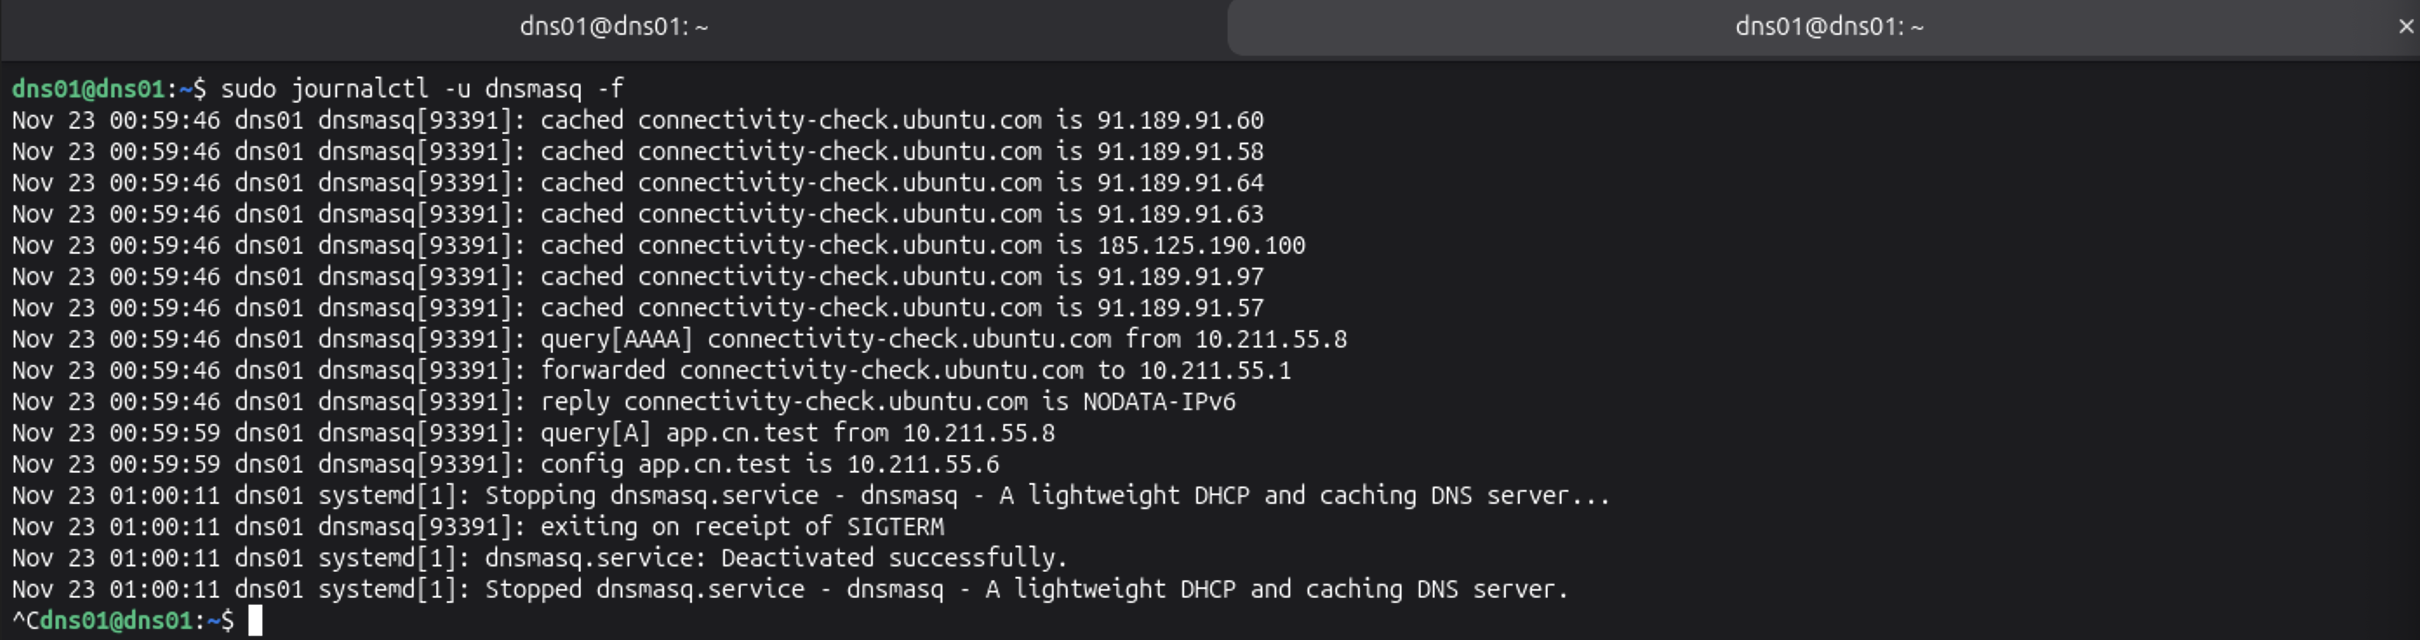 dns01@dns01: ~
dns01@dns01: ~ ×
dns01@dns01:~$ sudo journalctl -u dnsmasq -f
Nov 23 00:59:46 dns01 dnsmasq[93391]: cached connectivity-check.ubuntu.com is 91.189.91.60
Nov 23 00:59:46 dns01 dnsmasq[93391]: cached connectivity-check.ubuntu.com is 91.189.91.58
Nov 23 00:59:46 dns01 dnsmasq[93391]: cached connectivity-check.ubuntu.com is 91.189.91.64
Nov 23 00:59:46 dns01 dnsmasq[93391]: cached connectivity-check.ubuntu.com is 91.189.91.63
Nov 23 00:59:46 dns01 dnsmasq[93391]: cached connectivity-check.ubuntu.com is 185.125.190.100
Nov 23 00:59:46 dns01 dnsmasq[93391]: cached connectivity-check.ubuntu.com is 91.189.91.97
Nov 23 00:59:46 dns01 dnsmasq[93391]: cached connectivity-check.ubuntu.com is 91.189.91.57
Nov 23 00:59:46 dns01 dnsmasq[93391]: query[AAAA] connectivity-check.ubuntu.com from 10.211.55.8
Nov 23 00:59:46 dns01 dnsmasq[93391]: forwarded connectivity-check.ubuntu.com to 10.211.55.1
Nov 23 00:59:46 dns01 dnsmasq[93391]: reply connectivity-check.ubuntu.com is NODATA-IPv6
Nov 23 00:59:59 dns01 dnsmasq[93391]: query[A] app.cn.test from 10.211.55.8
Nov 23 00:59:59 dns01 dnsmasq[93391]: config app.cn.test is 10.211.55.6
Nov 23 01:00:11 dns01 systemd[1]: Stopping dnsmasq.service - dnsmasq - A lightweight DHCP and caching DNS server...
Nov 23 01:00:11 dns01 dnsmasq[93391]: exiting on receipt of SIGTERM
Nov 23 01:00:11 dns01 systemd[1]: dnsmasq.service: Deactivated successfully.
Nov 23 01:00:11 dns01 systemd[1]: Stopped dnsmasq.service - dnsmasq - A lightweight DHCP and caching DNS server.
^Cdns01@dns01:~$